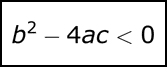 b² − 4ac < 0